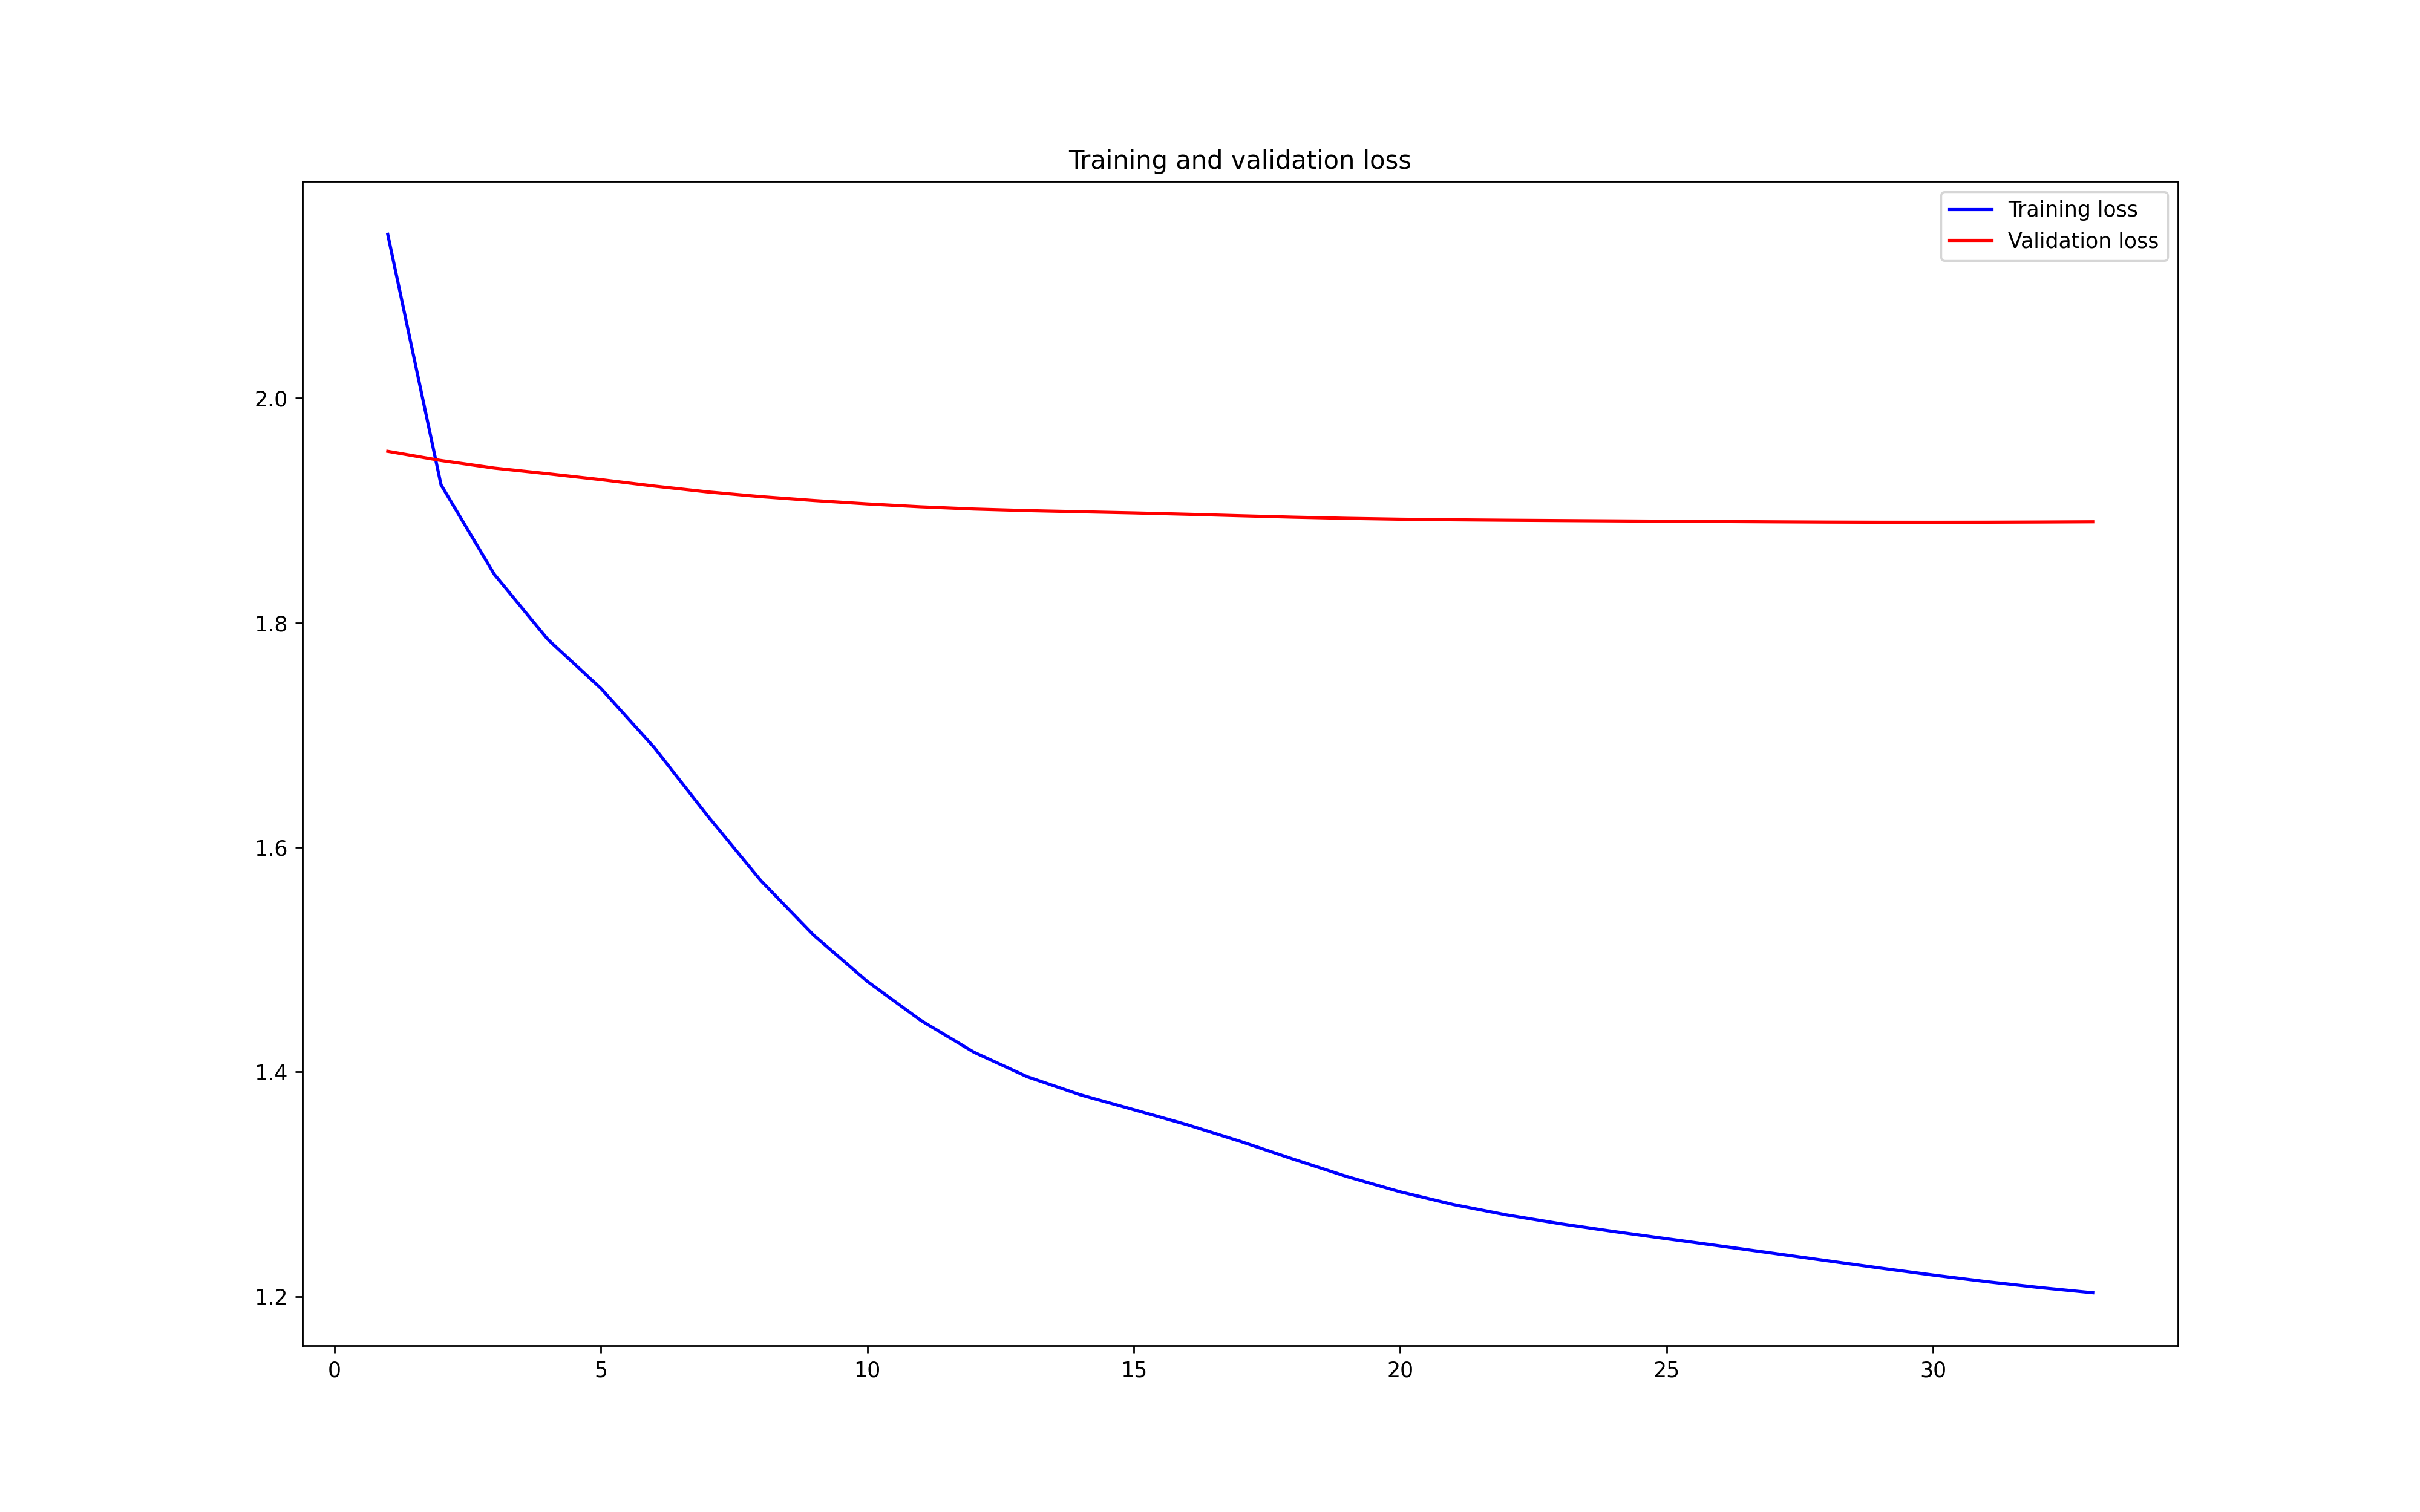 Training and validation loss
Training loss
Validation loss
2.0
1.8
1.6
1.4
1.2
0 5 10 15 20 25 30